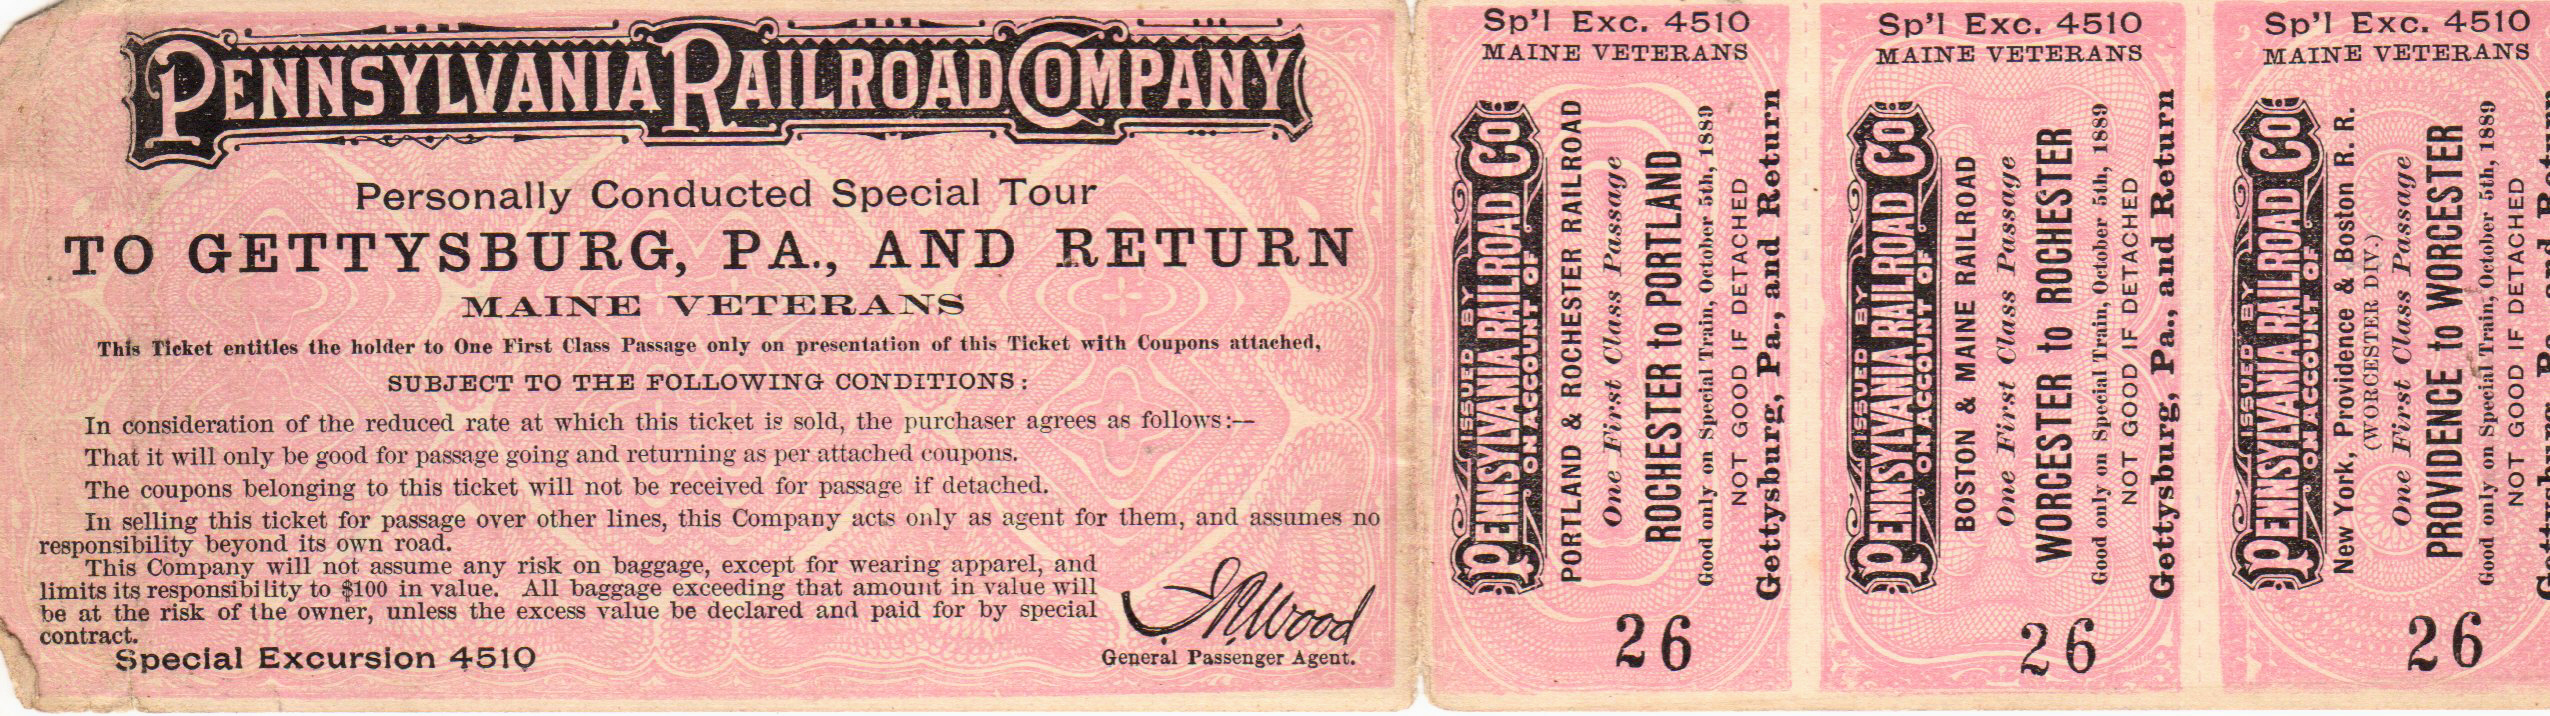 PENNSYLVANIA RAILROAD COMPANY
Personally Conducted Special Tour
TO GETTYSBURG, PA., AND RETURN
MAINE VETERANS
This Ticket entitles the holder to One First Class Passage only on presentation of this Ticket with Coupons attached,
SUBJECT TO THE FOLLOWING CONDITIONS:
In consideration of the reduced rate at which this ticket is sold, the purchaser agrees as follows:—
That it will only be good for passage going and returning as per attached coupons.
The coupons belonging to this ticket will not be received for passage if detached.
In selling this ticket for passage over other lines, this Company acts only as agent for them, and assumes no
responsibility beyond its own road.
This Company will not assume any risk on baggage, except for wearing apparel, and
limits its responsibility to $100 in value. All baggage exceeding that amount in value will
be at the risk of the owner, unless the excess value be declared and paid for by special
contract.
Special Excursion 4510
J.R. Wood
General Passenger Agent.
Sp'l Exc. 4510
MAINE VETERANS
ISSUED BY
PENNSYLVANIA RAILROAD CO
ON ACCOUNT OF
PORTLAND & ROCHESTER RAILROAD
One First Class Passage
ROCHESTER to PORTLAND
Good only on Special Train, October 5th, 1889
NOT GOOD IF DETACHED
Gettysburg, Pa., and Return
26
Sp'l Exc. 4510
MAINE VETERANS
ISSUED BY
PENNSYLVANIA RAILROAD CO
ON ACCOUNT OF
BOSTON & MAINE RAILROAD
One First Class Passage
WORCESTER to ROCHESTER
Good only on Special Train, October 5th, 1889
NOT GOOD IF DETACHED
Gettysburg, Pa., and Return
26
Sp'l Exc. 4510
MAINE VETERANS
ISSUED BY
PENNSYLVANIA RAILROAD CO
ON ACCOUNT OF
New York, Providence & Boston R. R.
(WORCESTER DIV.)
One First Class Passage
PROVIDENCE to WORCESTER
Good only on Special Train, October 5th, 1889
NOT GOOD IF DETACHED
Gettysburg, Pa., and Return
26